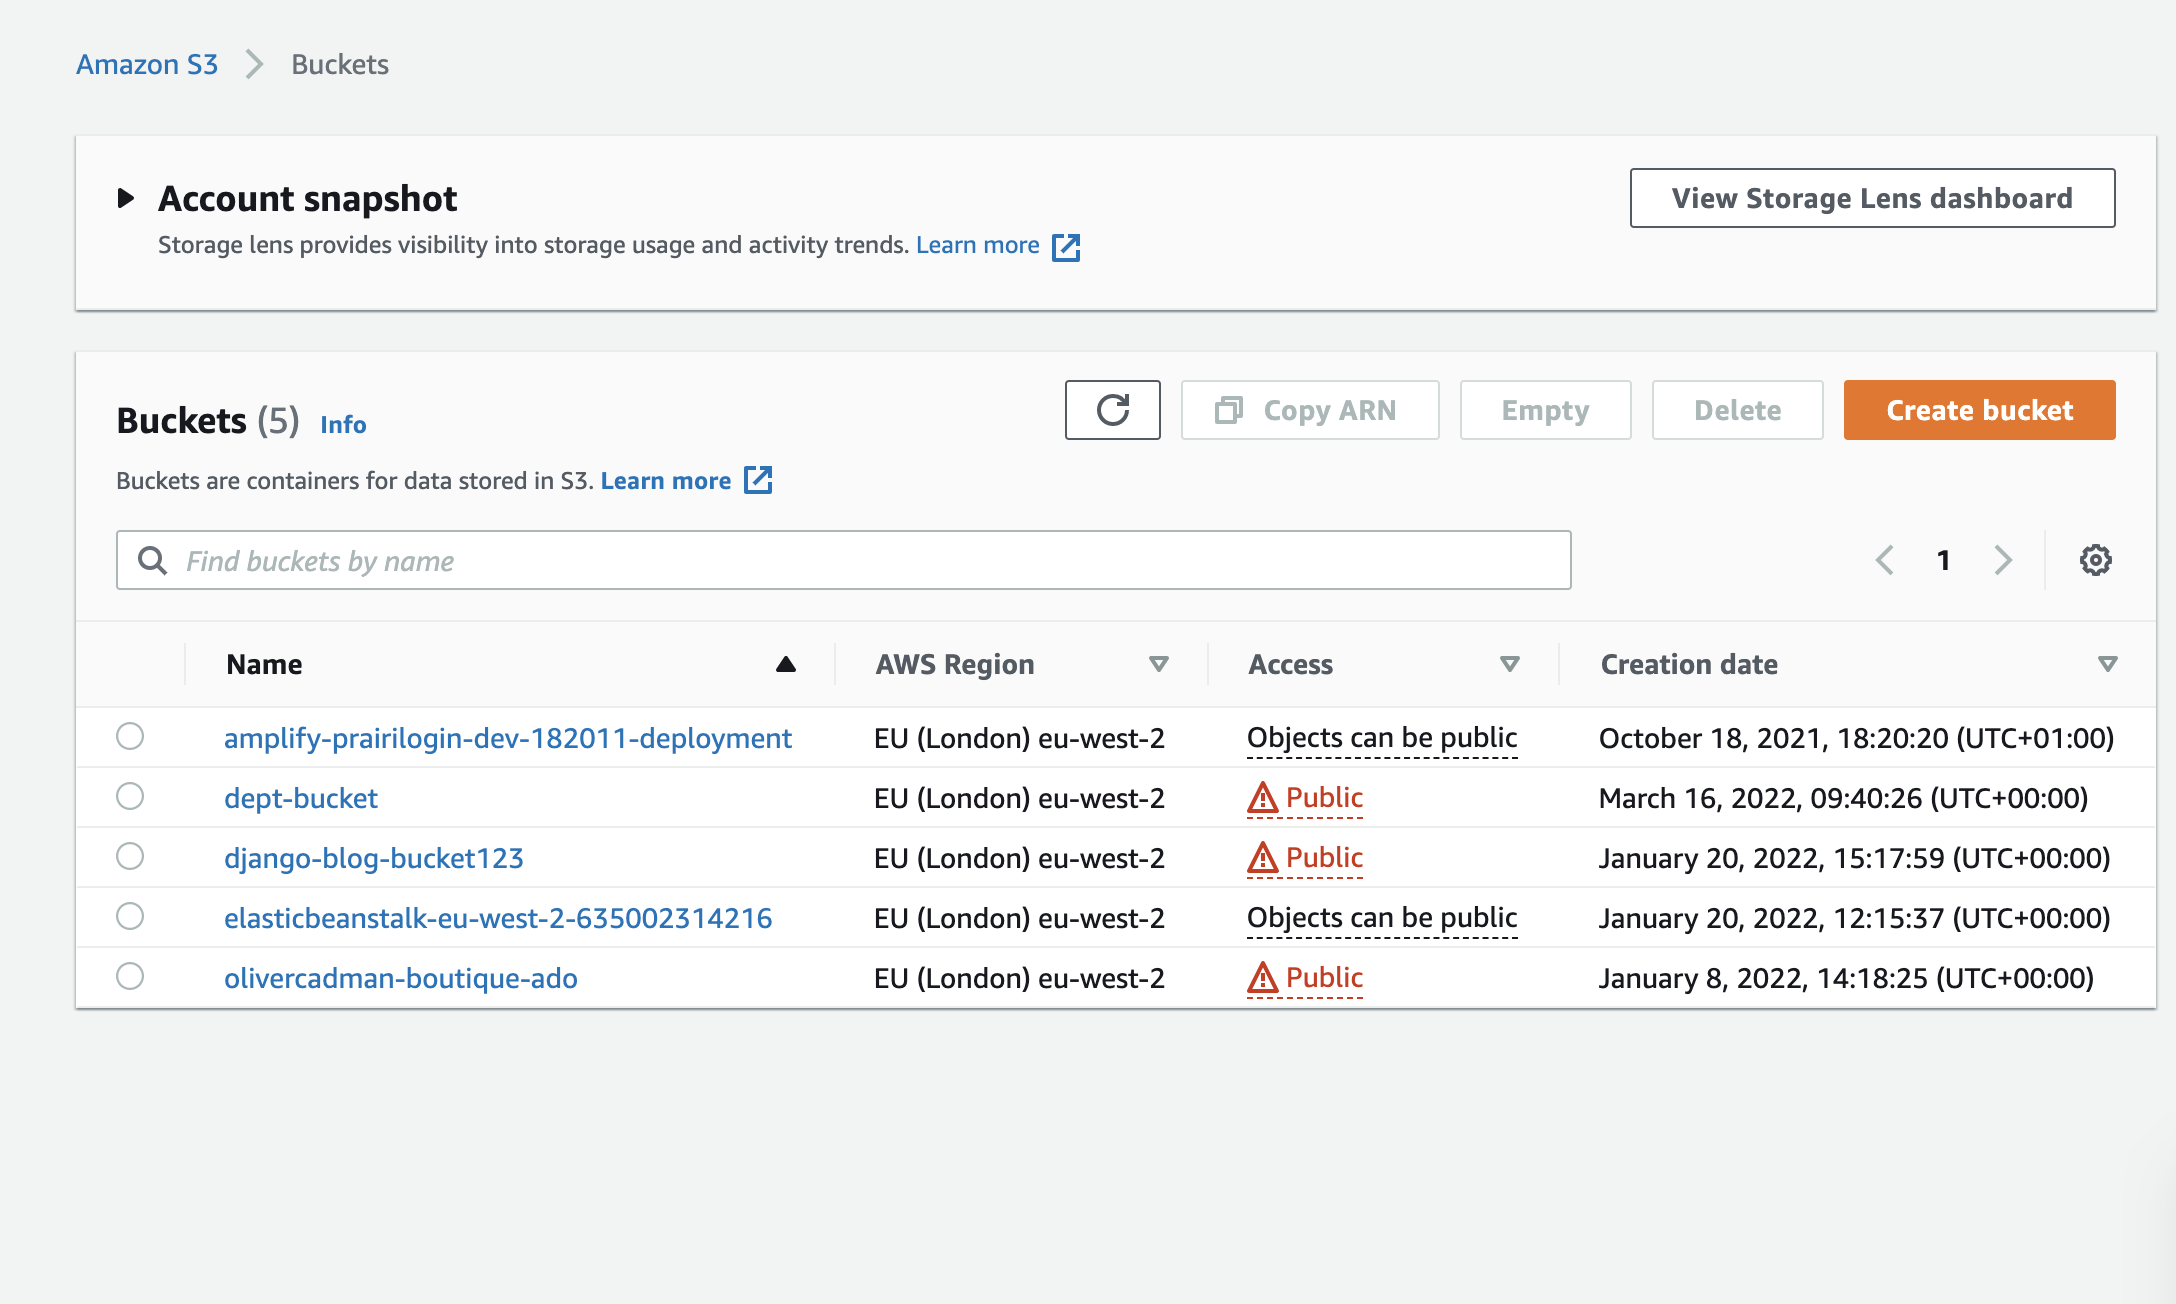 Amazon S3 Buckets
Account snapshot
View Storage Lens dashboard
Storage lens provides visibility into storage usage and activity trends. Learn more
Buckets (5) Info
Copy ARN Empty Delete Create bucket
Buckets are containers for data stored in S3. Learn more
Find buckets by name
1
Name AWS Region Access Creation date
amplify-prairilogin-dev-182011-deployment EU (London) eu-west-2 Objects can be public October 18, 2021, 18:20:20 (UTC+01:00)
dept-bucket EU (London) eu-west-2 Public March 16, 2022, 09:40:26 (UTC+00:00)
django-blog-bucket123 EU (London) eu-west-2 Public January 20, 2022, 15:17:59 (UTC+00:00)
elasticbeanstalk-eu-west-2-635002314216 EU (London) eu-west-2 Objects can be public January 20, 2022, 12:15:37 (UTC+00:00)
olivercadman-boutique-ado EU (London) eu-west-2 Public January 8, 2022, 14:18:25 (UTC+00:00)